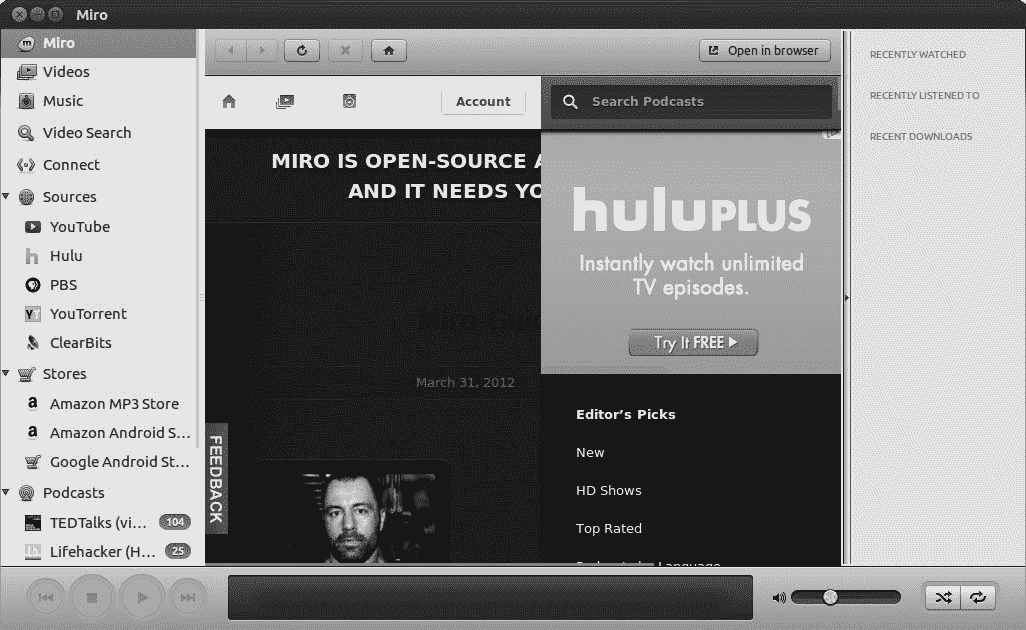 Miro
Miro
Videos
Music
Video Search
Connect
Sources
YouTube
Hulu
PBS
YouTorrent
ClearBits
Stores
Amazon MP3 Store
Amazon Android S...
Google Android St...
Podcasts
TEDTalks (vi... 104
Lifehacker (H... 25
Open in browser
Account
Search Podcasts
MIRO IS OPEN-SOURCE A
AND IT NEEDS YO
Miro Gui
March 31, 2012
FEEDBACK
huluPLUS
Instantly watch unlimited
TV episodes.
Try It FREE
Editor's Picks
New
HD Shows
Top Rated
Language
RECENTLY WATCHED
RECENTLY LISTENED TO
RECENT DOWNLOADS